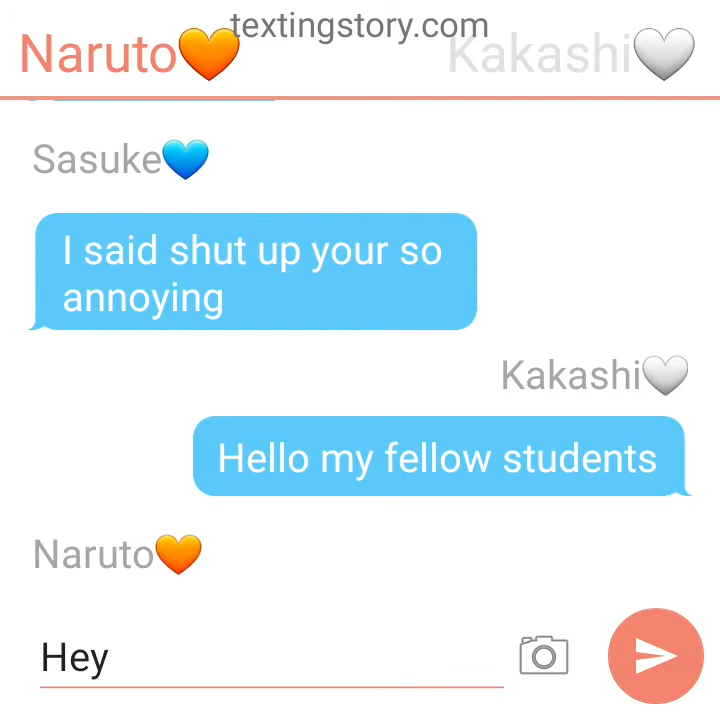 textingstory.com
Naruto🧡 Kakashi🤍
Sasuke💙
I said shut up your so
annoying
Kakashi🤍
Hello my fellow students
Naruto🧡
Hey